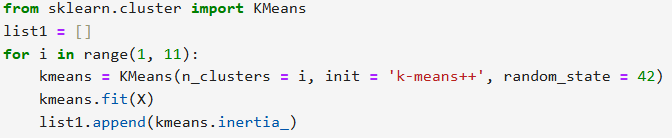 from sklearn.cluster import KMeans
list1 = []
for i in range(1, 11):
    kmeans = KMeans(n_clusters = i, init = 'k-means++', random_state = 42)
    kmeans.fit(X)
    list1.append(kmeans.inertia_)